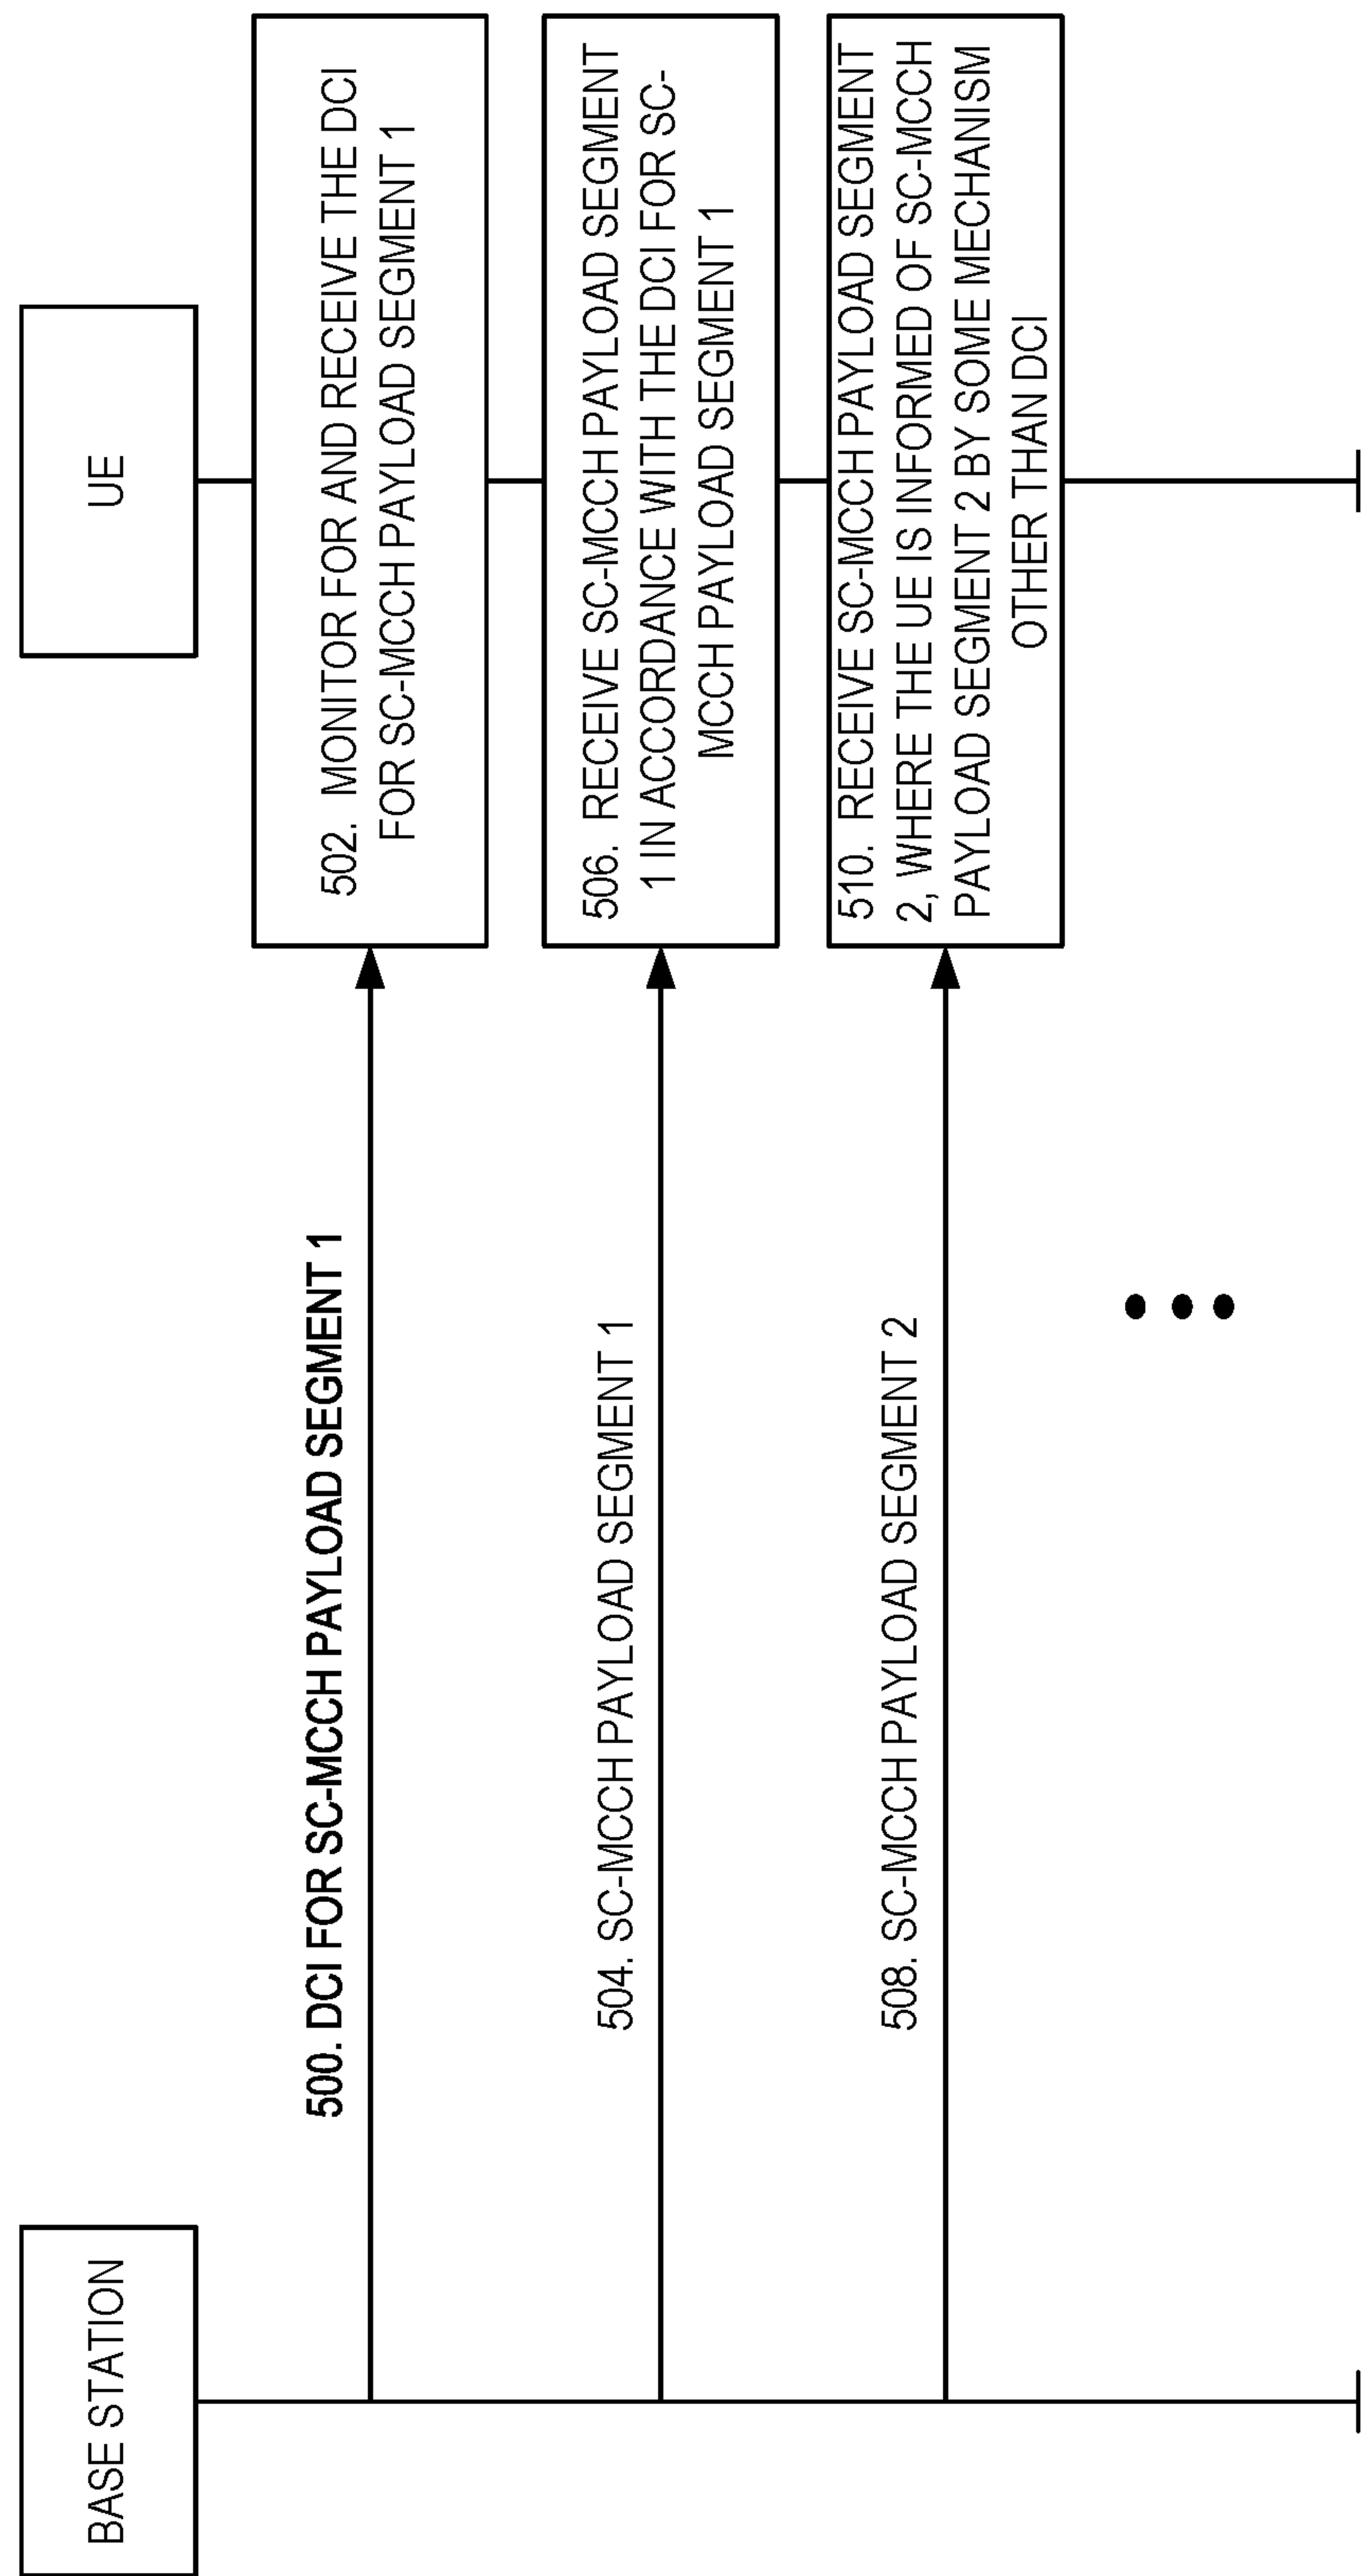 BASE STATION
UE
500. DCI FOR SC-MCCH PAYLOAD SEGMENT 1
502. MONITOR FOR AND RECEIVE THE DCI
FOR SC-MCCH PAYLOAD SEGMENT 1
504. SC-MCCH PAYLOAD SEGMENT 1
506. RECEIVE SC-MCCH PAYLOAD SEGMENT
1 IN ACCORDANCE WITH THE DCI FOR SC-
MCCH PAYLOAD SEGMENT 1
508. SC-MCCH PAYLOAD SEGMENT 2
510. RECEIVE SC-MCCH PAYLOAD SEGMENT
2, WHERE THE UE IS INFORMED OF SC-MCCH
PAYLOAD SEGMENT 2 BY SOME MECHANISM
OTHER THAN DCI